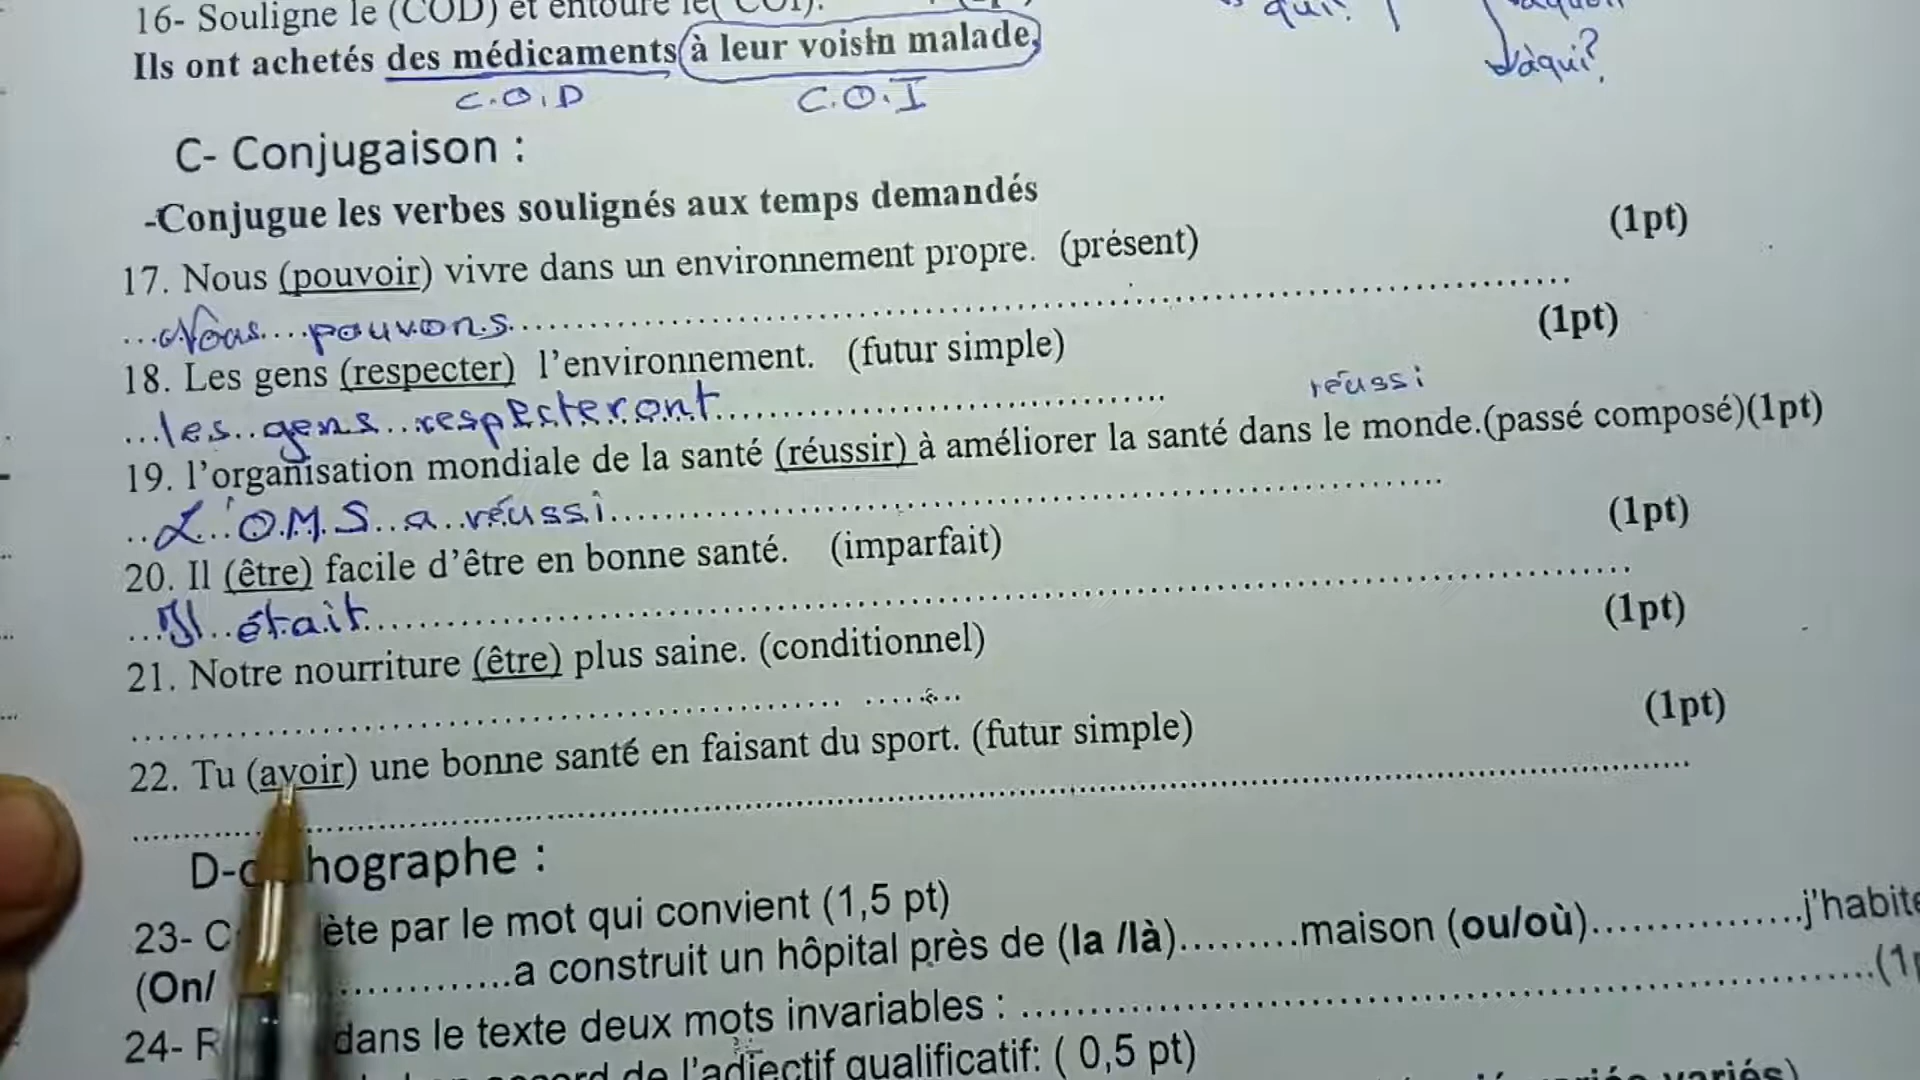 16- Souligne le (COD) et entoure le( COI).
qui?
à qui?
Ils ont achetés des médicaments à leur voisin malade.
C.O.D C.O.I
C- Conjugaison :
-Conjugue les verbes soulignés aux temps demandés
17. Nous (pouvoir) vivre dans un environnement propre. (présent) (1pt)
...Nous...pouvons...
18. Les gens (respecter) l'environnement. (futur simple) (1pt)
...les..gens..respecteront...
réussi
19. l'organisation mondiale de la santé (réussir) à améliorer la santé dans le monde.(passé composé)(1pt)
..L'O.M.S..a..réussi...
20. Il (être) facile d'être en bonne santé. (imparfait) (1pt)
...Il..était...
21. Notre nourriture (être) plus saine. (conditionnel) (1pt)
22. Tu (avoir) une bonne santé en faisant du sport. (futur simple) (1pt)
hographe :
23- C ète par le mot qui convient (1,5 pt)
(On/ ...a construit un hôpital près de (la /là).........maison (ou/où)...............j'habite
24- R dans le texte deux mots invariables : ...(1p
accord de l'adjectif qualificatif: ( 0,5 pt)